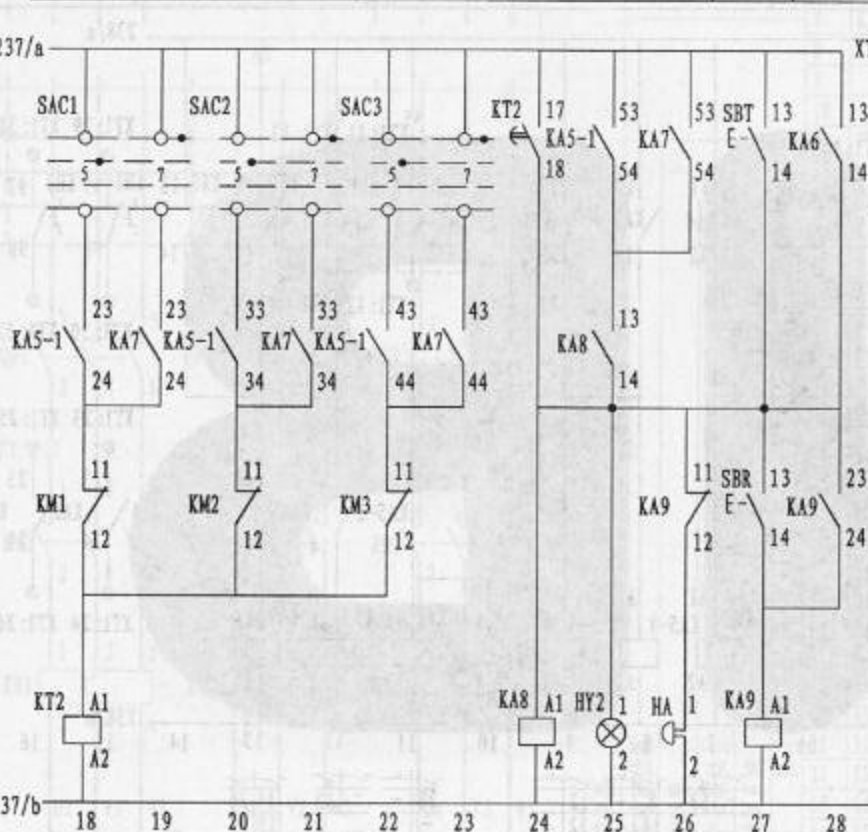 237/a
XT
SAC1 SAC2 SAC3
KT2 17 53 53 SBT 13 13
KA5-1 KA7 E- KA6
18 54 54 14 14
5 7 5 7 5 7
23 23 33 33 43 43 13
KA5-1 KA7 KA5-1 KA7 KA5-1 KA7 KA8
24 24 34 34 44 44 14
11 11 11 11 SBR 13 23
KM1 KM2 KM3 KA9 E- KA9
12 12 12 12 14 24
KT2 A1 KA8 A1 HY2 1 HA 1 KA9 A1
A2 A2 2 2 A2
37/b
18 19 20 21 22 23 24 25 26 27 28